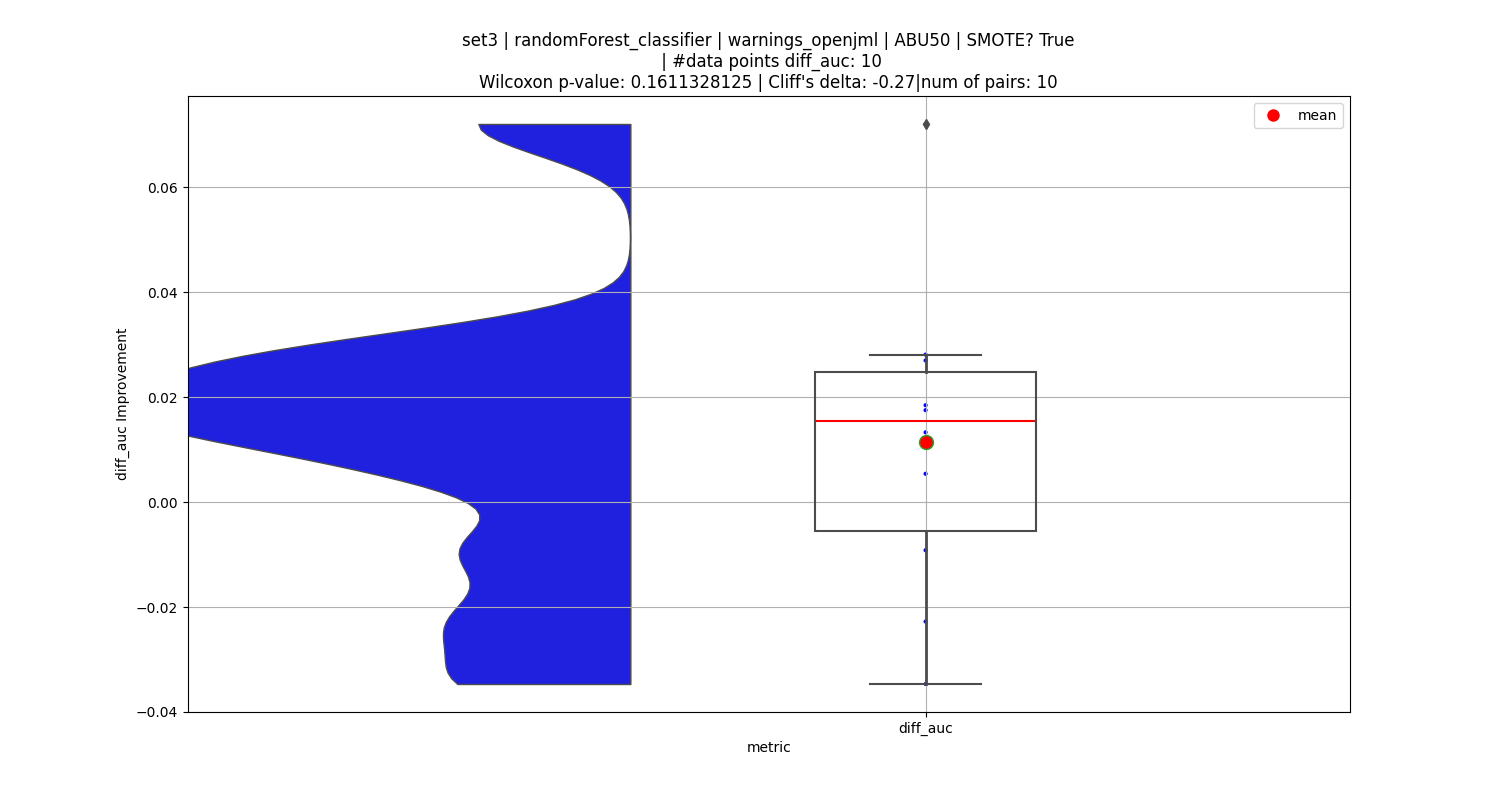 set3 | randomForest_classifier | warnings_openjml | ABU50 | SMOTE? True
| #data points diff_auc: 10
Wilcoxon p-value: 0.1611328125 | Cliff's delta: -0.27|num of pairs: 10
mean
0.06
0.04
0.02
0.00
−0.02
−0.04
diff_auc Improvement
diff_auc
metric